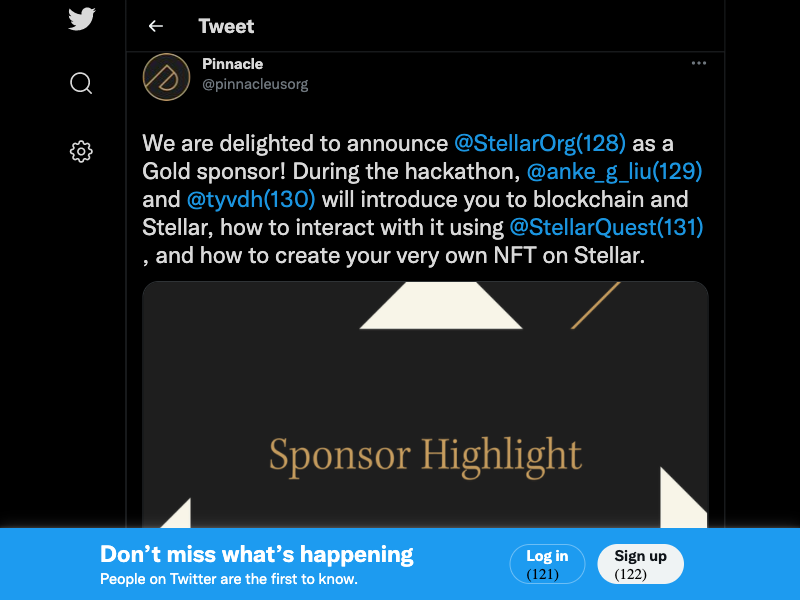 Tweet
Pinnacle
@pinnacleusorg
We are delighted to announce @StellarOrg(128) as a
Gold sponsor! During the hackathon, @anke_g_liu(129)
and @tyvdh(130) will introduce you to blockchain and
Stellar, how to interact with it using @StellarQuest(131)
, and how to create your very own NFT on Stellar.
Sponsor Highlight
Don’t miss what’s happening
People on Twitter are the first to know.
Log in
(121)
Sign up
(122)